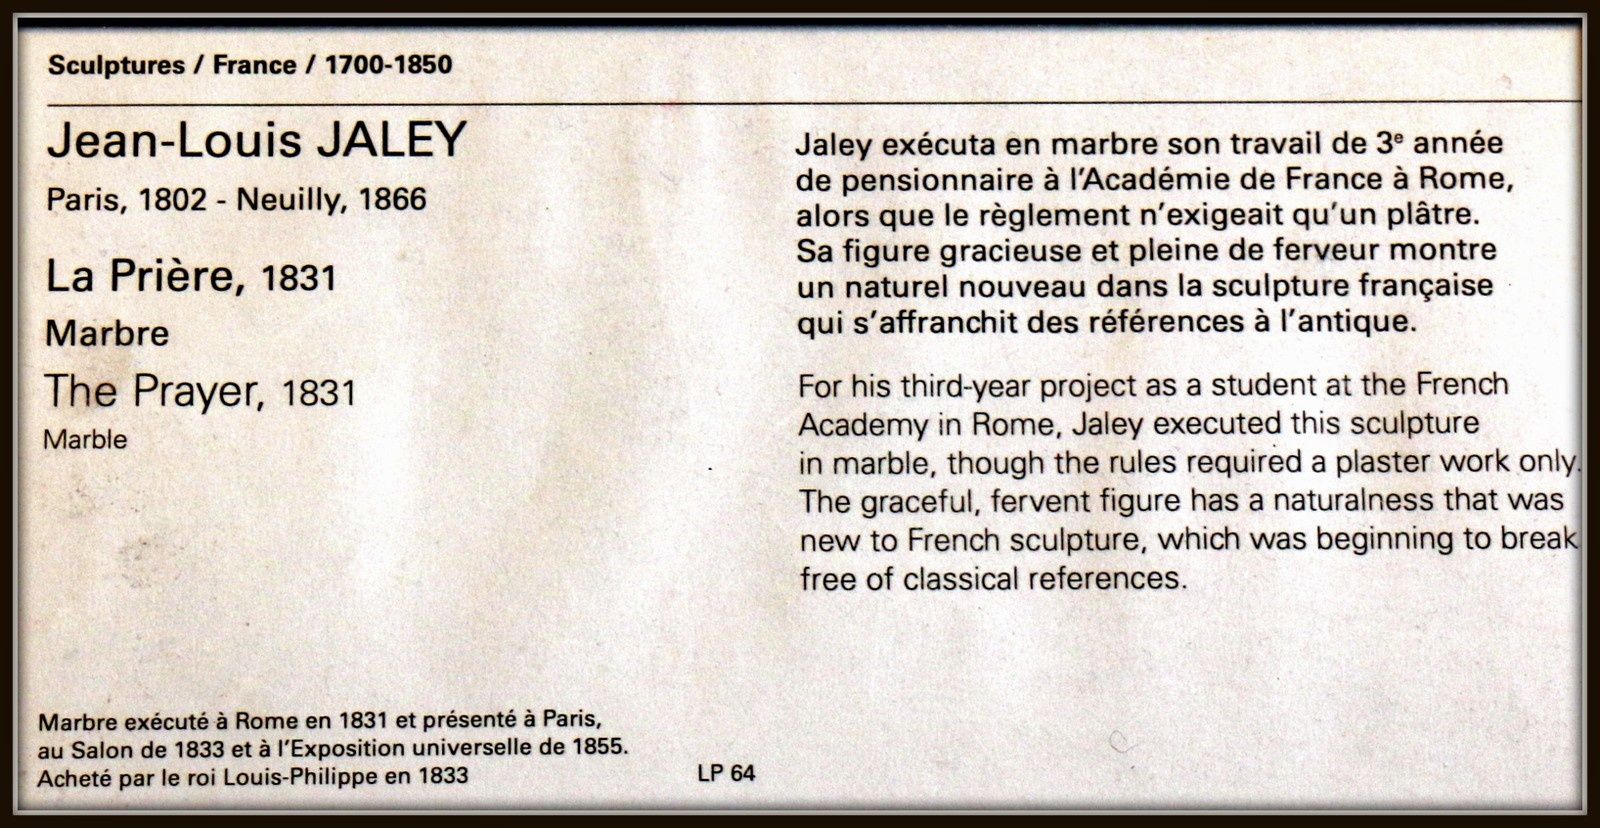 Sculptures / France / 1700-1850
Jean-Louis JALEY
Paris, 1802 - Neuilly, 1866
La Prière, 1831
Marbre
The Prayer, 1831
Marble
Jaley exécuta en marbre son travail de 3e année
de pensionnaire à l'Académie de France à Rome,
alors que le règlement n'exigeait qu'un plâtre.
Sa figure gracieuse et pleine de ferveur montre
un naturel nouveau dans la sculpture française
qui s'affranchit des références à l'antique.
For his third-year project as a student at the French
Academy in Rome, Jaley executed this sculpture
in marble, though the rules required a plaster work only.
The graceful, fervent figure has a naturalness that was
new to French sculpture, which was beginning to break
free of classical references.
Marbre exécuté à Rome en 1831 et présenté à Paris,
au Salon de 1833 et à l'Exposition universelle de 1855.
Acheté par le roi Louis-Philippe en 1833
LP 64